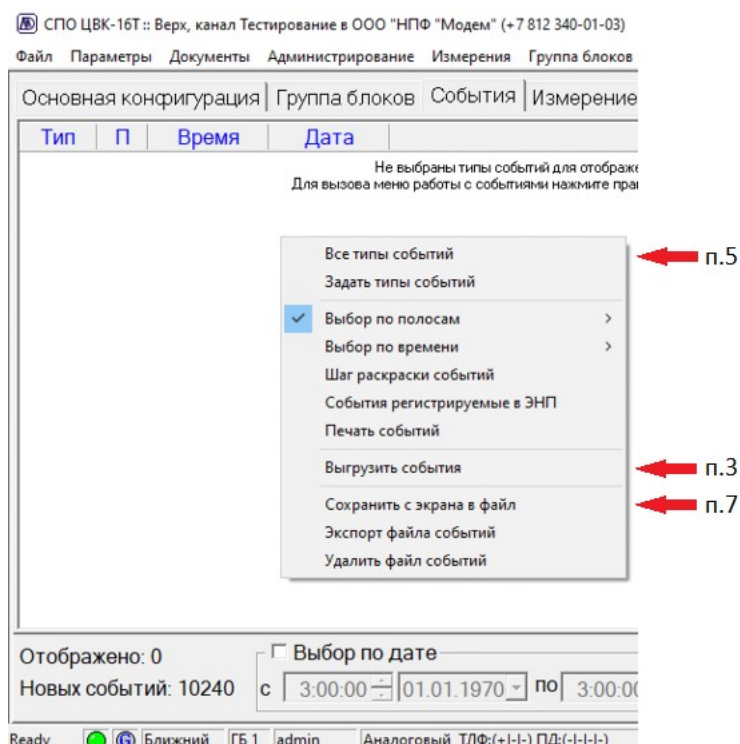 СПО ЦВК-16Т :: Верх, канал Тестирование в ООО "НПФ "Модем" (+7 812 340-01-03)
Файл Параметры Документы Администрирование Измерения Группа блоков
Основная конфигурация Группа блоков События Измерение
Тип П Время Дата
Не выбраны типы событий для отображе
Для вызова меню работы с событиями нажмите пра
Все типы событий п.5
Задать типы событий
Выбор по полосам
Выбор по времени
Шаг раскраски событий
События регистрируемые в ЭНП
Печать событий
Выгрузить события п.3
Сохранить с экрана в файл п.7
Экспорт файла событий
Удалить файл событий
Отображено: 0 Выбор по дате
Новых событий: 10240 с 3:00:00 01.01.1970 по 3:00:00
Ready G Ближний ГБ 1 admin Аналоговый ТЛФ:(+|-|-) ПД:(-|-|-|-)